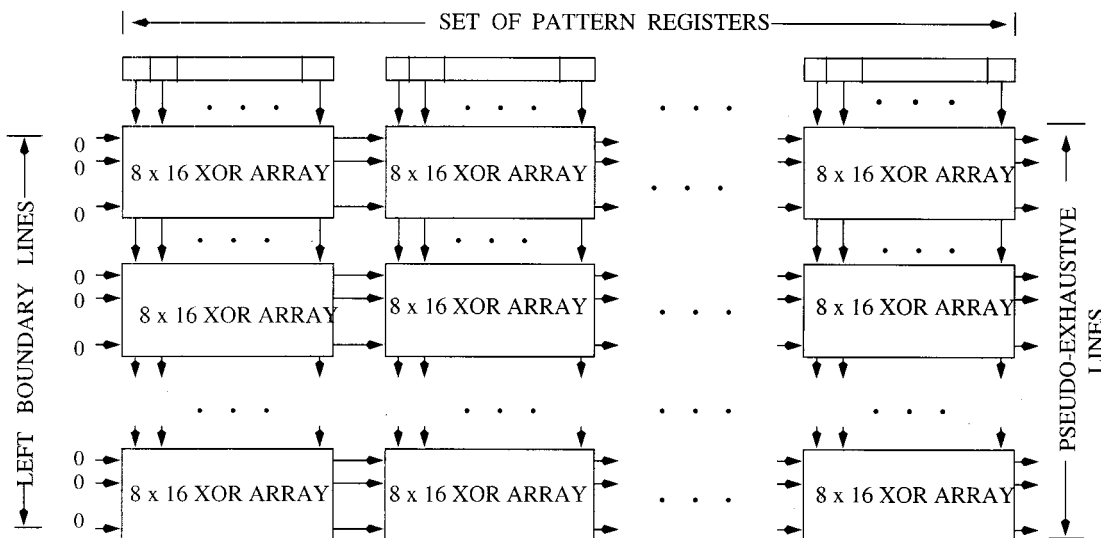 SET OF PATTERN REGISTERS
0
0
0
8 x 16 XOR ARRAY
8 x 16 XOR ARRAY
8 x 16 XOR ARRAY
0
0
0
8 x 16 XOR ARRAY
8 x 16 XOR ARRAY
8 x 16 XOR ARRAY
0
0
0
8 x 16 XOR ARRAY
8 x 16 XOR ARRAY
8 x 16 XOR ARRAY
LEFT BOUNDARY LINES
PSEUDO-EXHAUSTIVE
LINES